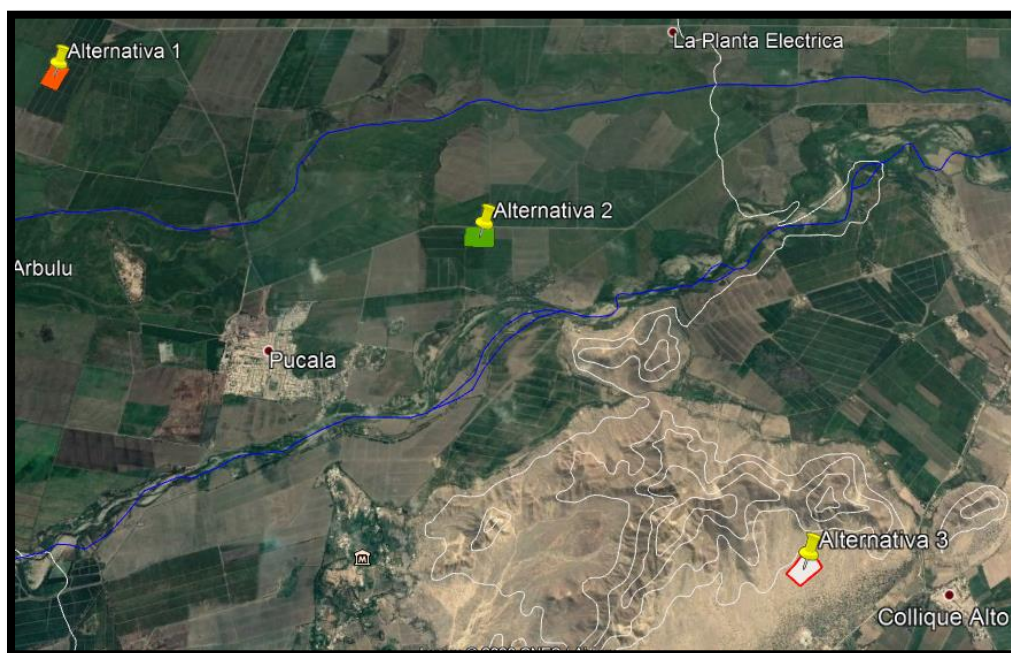 Alternativa 1
La Planta Electrica
Alternativa 2
Arbulu
Pucala
Alternativa 3
Collique Alto